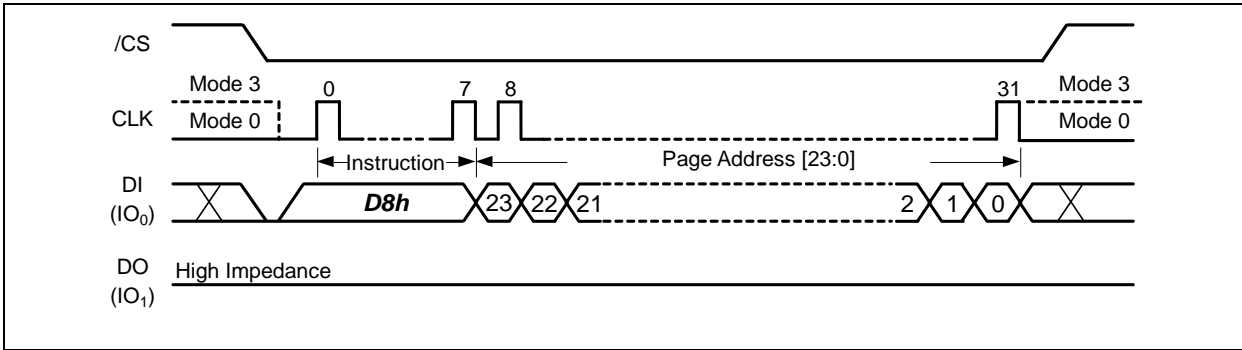 /CS
Mode 3 0 7 8 31 Mode 3
CLK
Mode 0 Mode 0
Instruction Page Address [23:0]
DI
(IO₀)
D8h 23 22 21 2 1 0
DO
(IO₁)
High Impedance